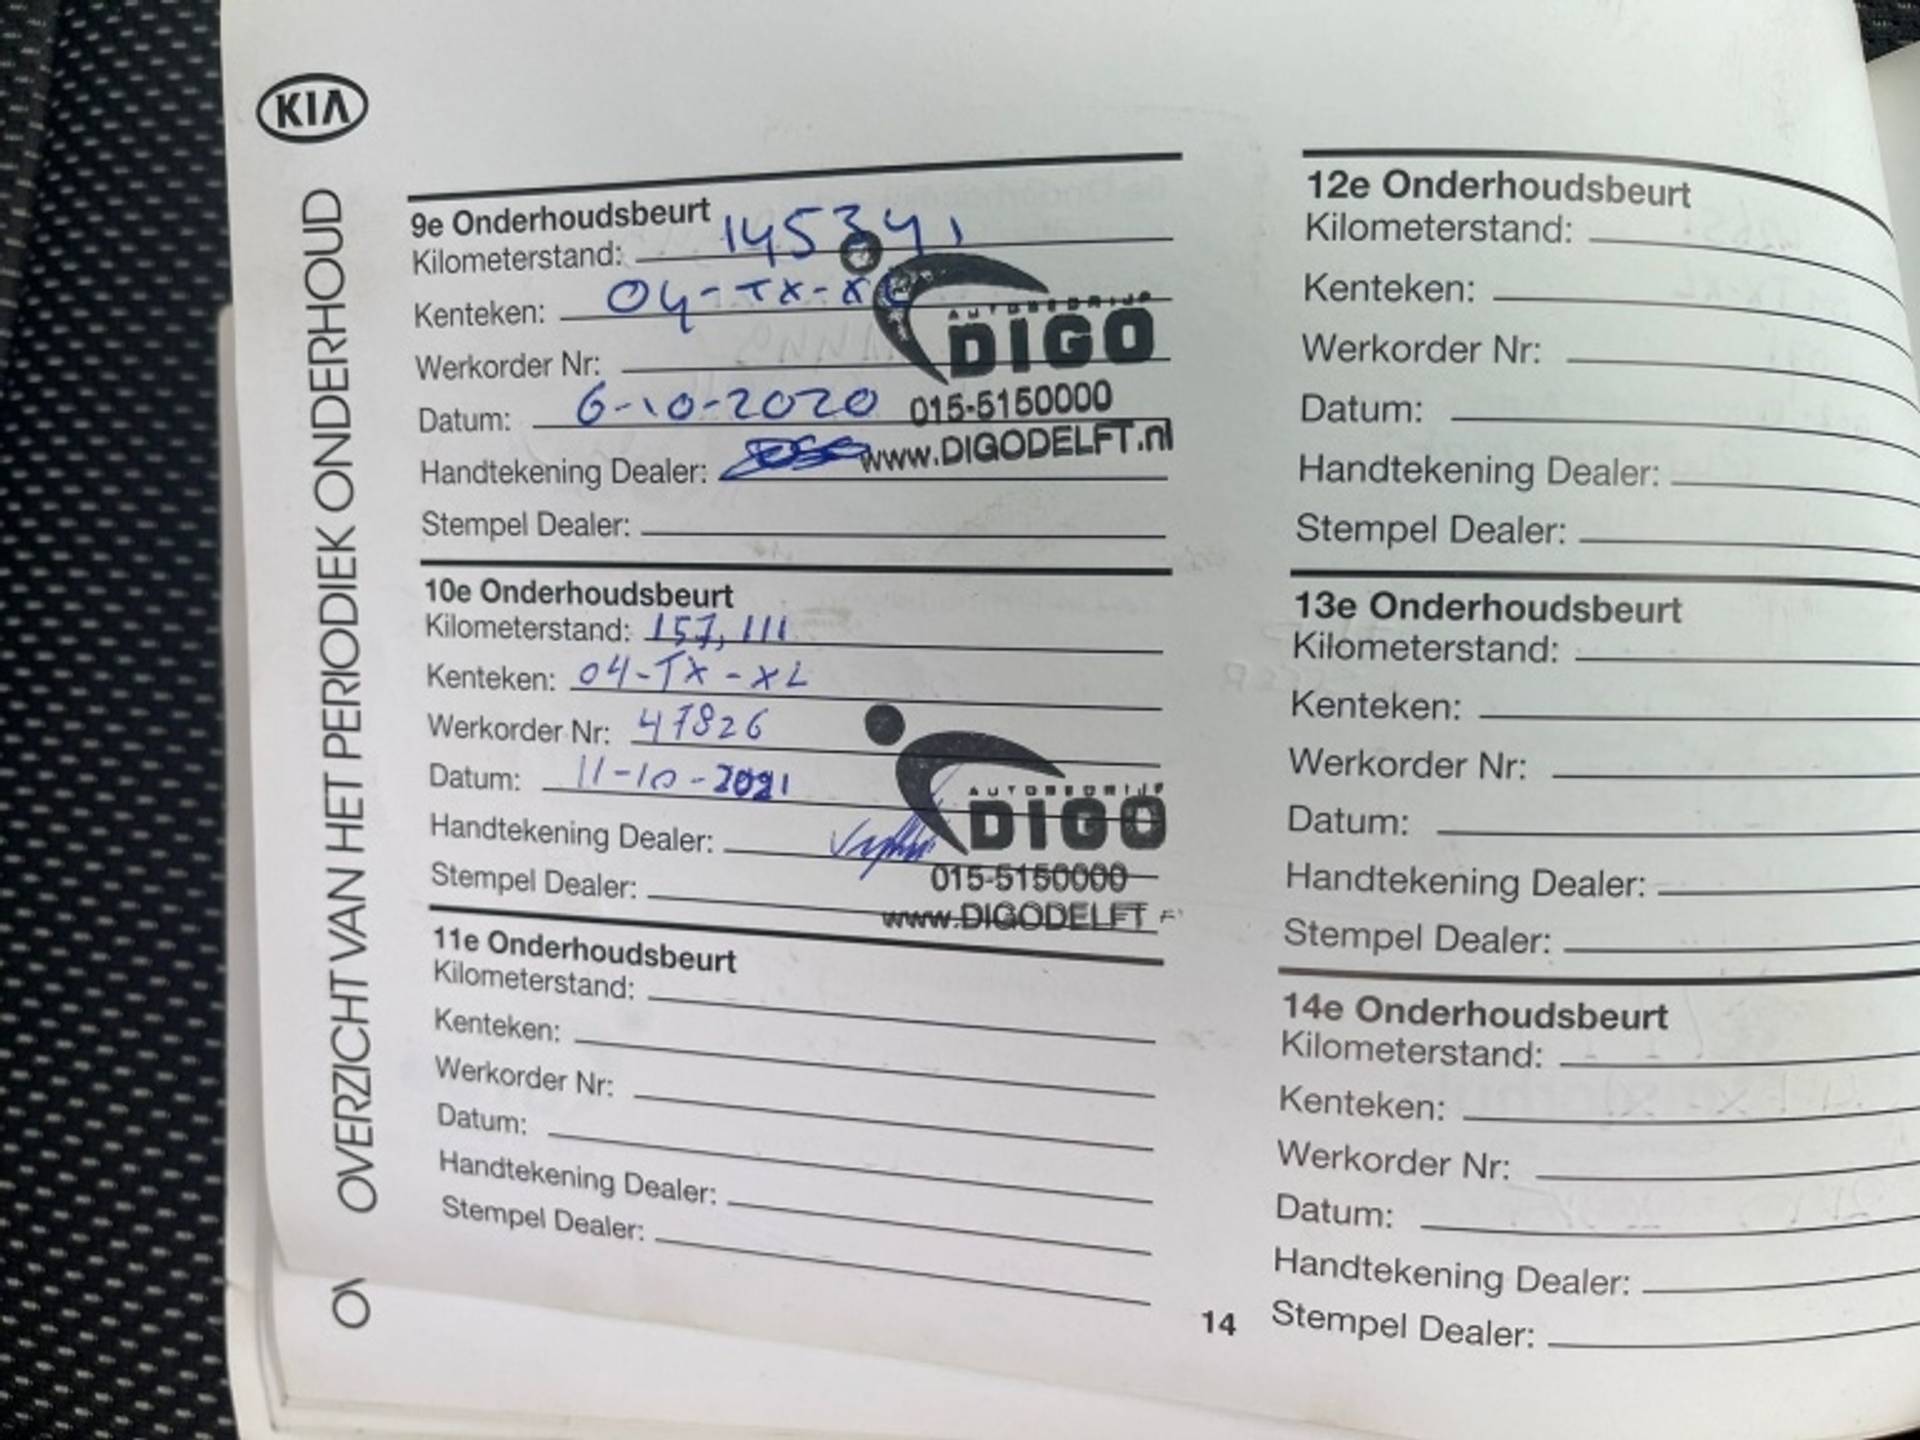 KIA
OVERZICHT VAN HET PERIODIEK ONDERHOUD
9e Onderhoudsbeurt
Kilometerstand: 145341
Kenteken: 04-TX-XL
Werkorder Nr:
Datum: 6-10-2020
Handtekening Dealer:
Stempel Dealer:
AUTOBEDRIJF
DIGO
015-5150000
www.DIGODELFT.nl
10e Onderhoudsbeurt
Kilometerstand: 157,111
Kenteken: 04-TX-XL
Werkorder Nr: 47826
Datum: 11-10-2021
Handtekening Dealer:
Stempel Dealer:
AUTOBEDRIJF
DIGO
015-5150000
www.DIGODELFT
11e Onderhoudsbeurt
Kilometerstand:
Kenteken:
Werkorder Nr:
Datum:
Handtekening Dealer:
Stempel Dealer:
12e Onderhoudsbeurt
Kilometerstand:
Kenteken:
Werkorder Nr:
Datum:
Handtekening Dealer:
Stempel Dealer:
13e Onderhoudsbeurt
Kilometerstand:
Kenteken:
Werkorder Nr:
Datum:
Handtekening Dealer:
Stempel Dealer:
14e Onderhoudsbeurt
Kilometerstand:
Kenteken:
Werkorder Nr:
Datum:
Handtekening Dealer:
Stempel Dealer:
14
OV